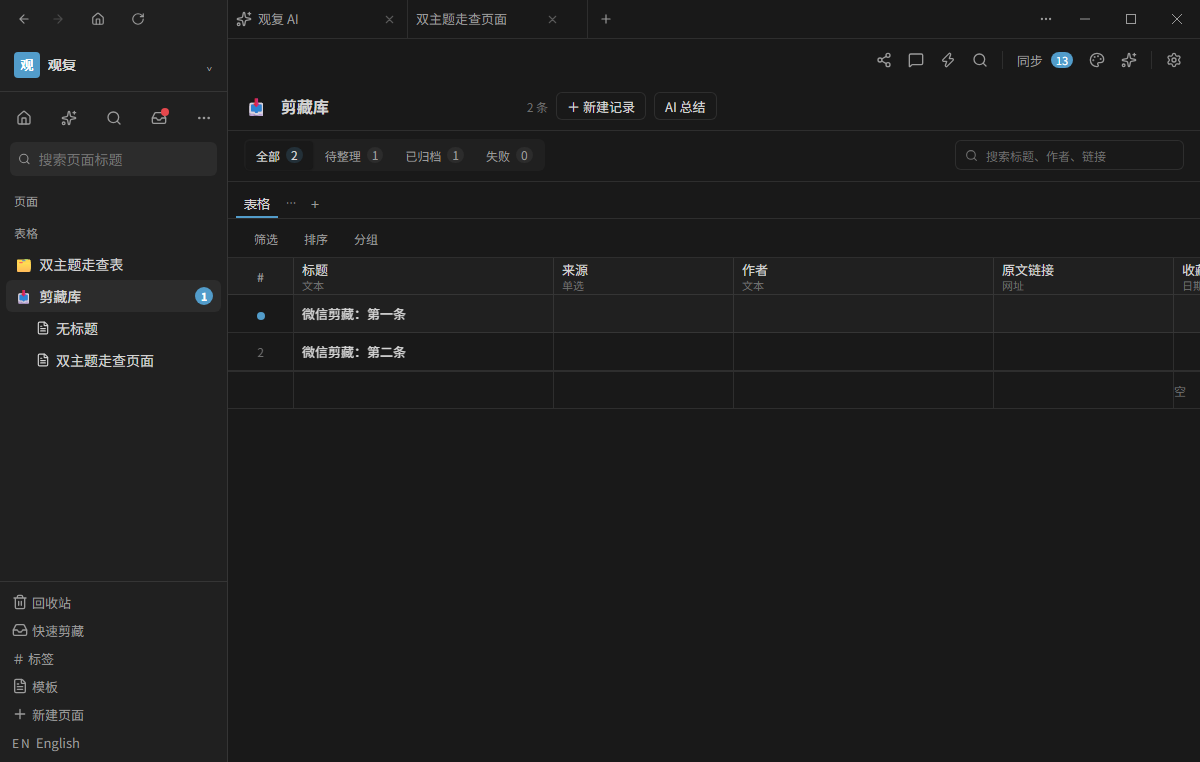 观复 AI
双主题走查页面
观 观复
同步 13
剪藏库
2 条
新建记录
AI 总结
搜索页面标题
全部 2
待整理 1
已归档 1
失败 0
搜索标题、作者、链接
页面
表格
双主题走查表
剪藏库 1
无标题
双主题走查页面
表格 ... +
筛选
排序
分组
#
标题
文本
来源
单选
作者
文本
原文链接
网址
微信剪藏：第一条
2
微信剪藏：第二条
空
回收站
快速剪藏
# 标签
模板
新建页面
EN English